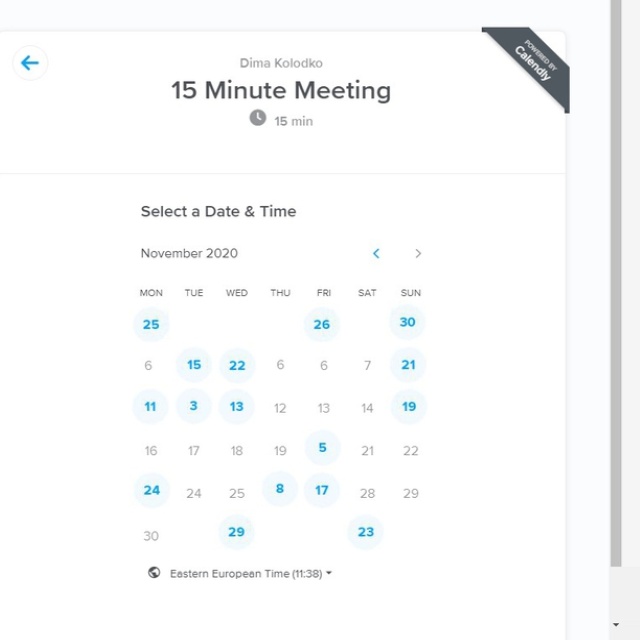 POWERED BY
Calendly
Dima Kolodko
15 Minute Meeting
15 min
Select a Date & Time
November 2020
MON TUE WED THU FRI SAT SUN
25 26 30
6 15 22 6 6 7 21
11 3 13 12 13 14 19
16 17 18 19 5 21 22
24 24 25 8 17 28 29
30 29 23
Eastern European Time (11:38)